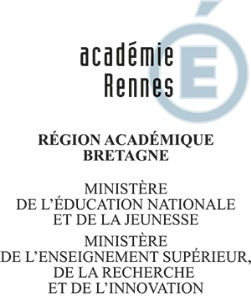 académie
Rennes
É
RÉGION ACADÉMIQUE
BRETAGNE
MINISTÈRE
DE L'ÉDUCATION NATIONALE
ET DE LA JEUNESSE
MINISTÈRE
DE L'ENSEIGNEMENT SUPÉRIEUR,
DE LA RECHERCHE
ET DE L'INNOVATION